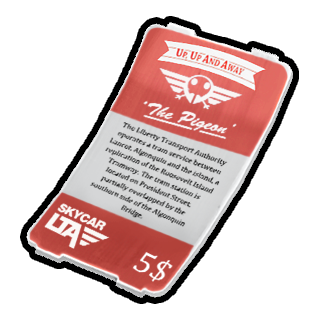 UP, UP AND AWAY
'The Pigeon'
The Liberty Transport Authority
operates a tram service between
Lancet, Algonquin and the island, a
replication of the Roosevelt Island
Tramway. The tram station is
located on President Street,
partially overlapped by the
southern side of the Algonquin
Bridge.
SKYCAR
LTA
5$